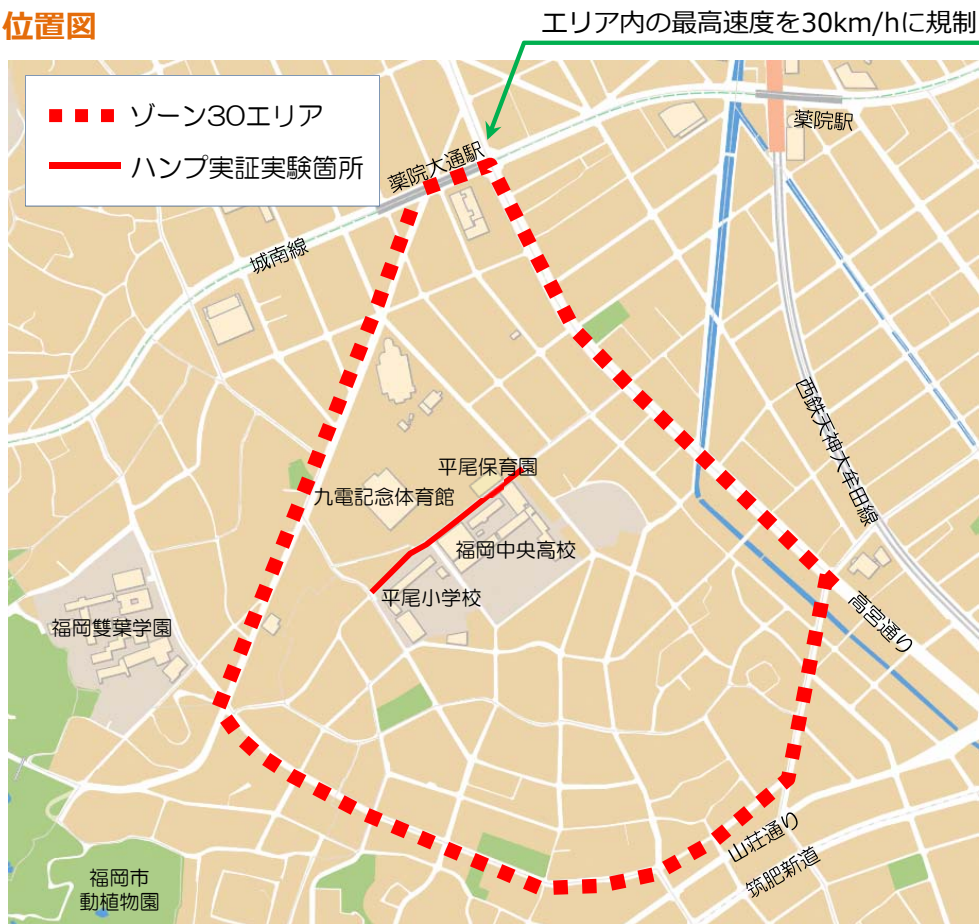 位置図
エリア内の最高速度を30km/hに規制
ゾーン30エリア
ハンプ実証実験箇所
薬院駅
薬院大通駅
城南線
西鉄天神大牟田線
平尾保育園
九電記念体育館
福岡中央高校
平尾小学校
高宮通り
福岡雙葉学園
山荘通り
筑肥新道
福岡市
動植物園